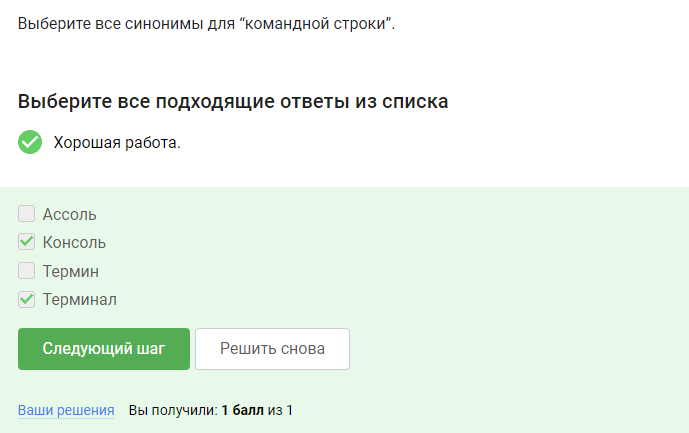 Выберите все синонимы для “командной строки”.
Выберите все подходящие ответы из списка
Хорошая работа.
Ассоль
Консоль
Термин
Терминал
Следующий шаг Решить снова
Ваши решения Вы получили: 1 балл из 1